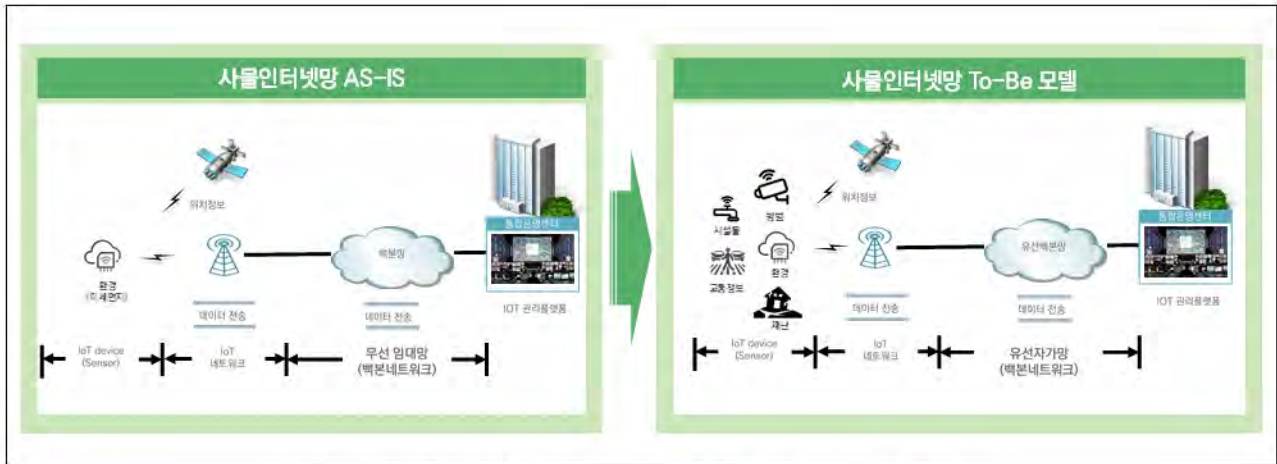 사물인터넷망 AS-IS
위치정보
통합운영센터
백본망
환경
(미세먼지)
IOT 관리플랫폼
데이터 전송
데이터 전송
IoT device
(Sensor)
IoT
네트워크
무선 임대망
(백본네트워크)
사물인터넷망 To-Be 모델
방범
위치정보
시설물
통합운영센터
유선백본망
환경
교통정보
IOT 관리플랫폼
데이터 전송
데이터 전송
재난
IoT device
(Sensor)
IoT
네트워크
유선자가망
(백본네트워크)